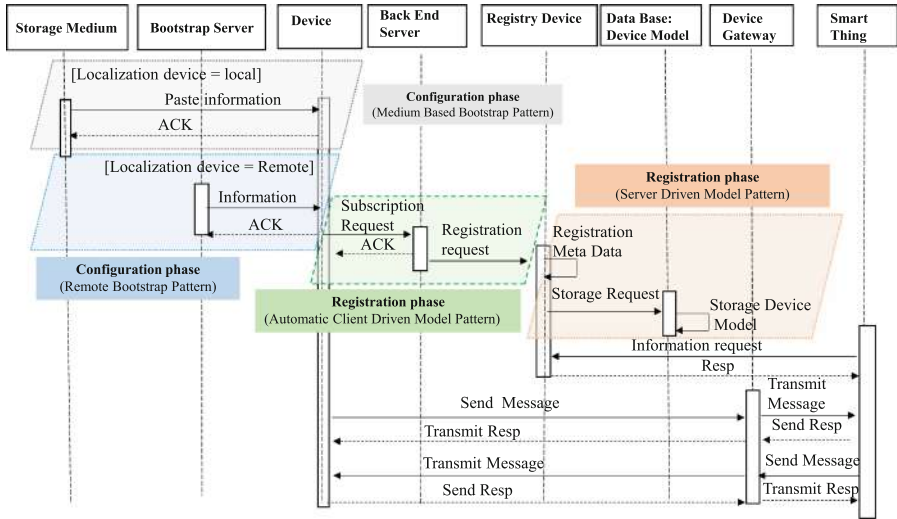 Storage Medium
Bootstrap Server
Device
Back End
Server
Registry Device
Data Base:
Device Model
Device
Gateway
Smart
Thing
[Localization device = local]
Paste information
ACK
Configuration phase
(Medium Based Bootstrap Pattern)
[Localization device = Remote]
Information
ACK
Configuration phase
(Remote Bootstrap Pattern)
Subscription
Request
ACK
Registration
request
Registration phase
(Automatic Client Driven Model Pattern)
Registration phase
(Server Driven Model Pattern)
Registration
Meta Data
Storage Request
Storage Device
Model
Information request
Resp
Send Message
Transmit
Message
Transmit Resp
Send Resp
Transmit Message
Send Message
Send Resp
Transmit Resp